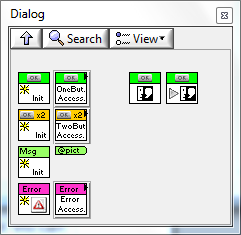 Dialog
Search View
OK OK OK OK
Init OneBut. Access.
OK x2 OK x2
Init TwoBut. Access.
Msg @pict
Init
Error Error
Error Access.